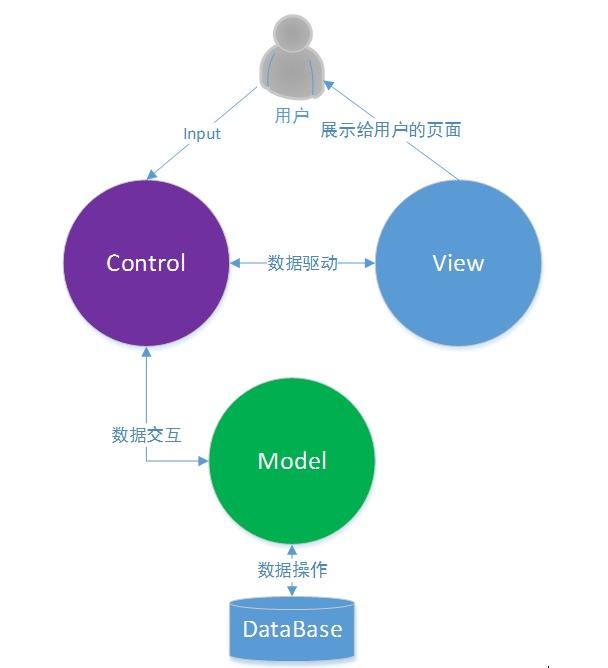 用户
Input
展示给用户的页面
Control
数据驱动
View
数据交互
Model
数据操作
DataBase